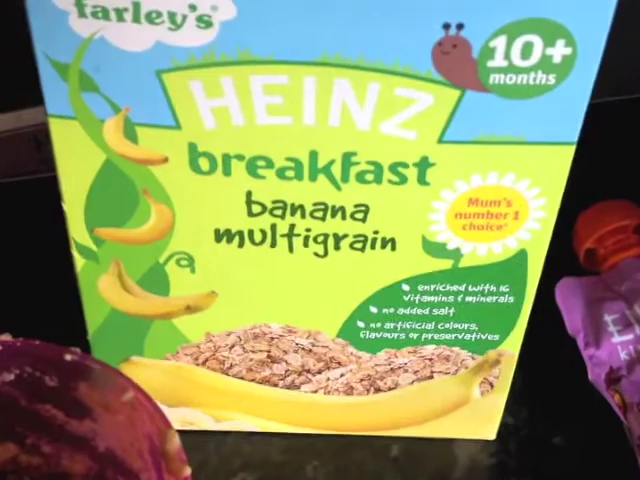 farley's®
10+
months
HEINZ
breakfast
banana
multigrain
Mum's
number 1
choice*
enriched with 16
vitamins & minerals
no added salt
no artificial colours,
flavours or preservatives